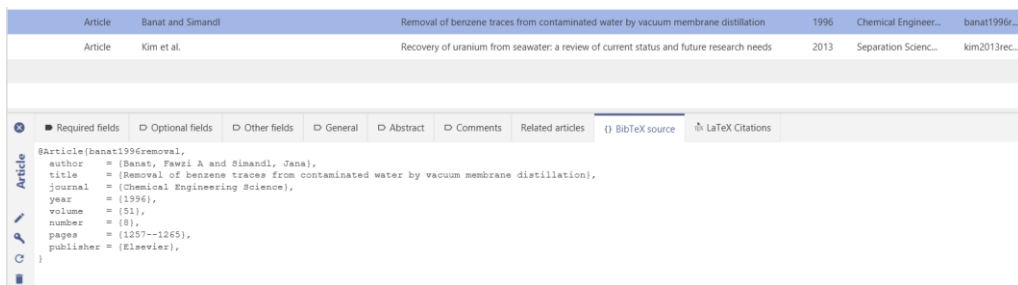 Article Banat and Simandl Removal of benzene traces from contaminated water by vacuum membrane distillation 1996 Chemical Engineer... banat1996r...
Article Kim et al. Recovery of uranium from seawater: a review of current status and future research needs 2013 Separation Scienc... kim2013rec...
Required fields Optional fields Other fields General Abstract Comments Related articles {} BibTeX source LaTeX Citations
Article
@Article{banat1996removal,
author = {Banat, Fawzi A and Simandl, Jana},
title = {Removal of benzene traces from contaminated water by vacuum membrane distillation},
journal = {Chemical Engineering Science},
year = {1996},
volume = {51},
number = {8},
pages = {1257--1265},
publisher = {Elsevier},
}